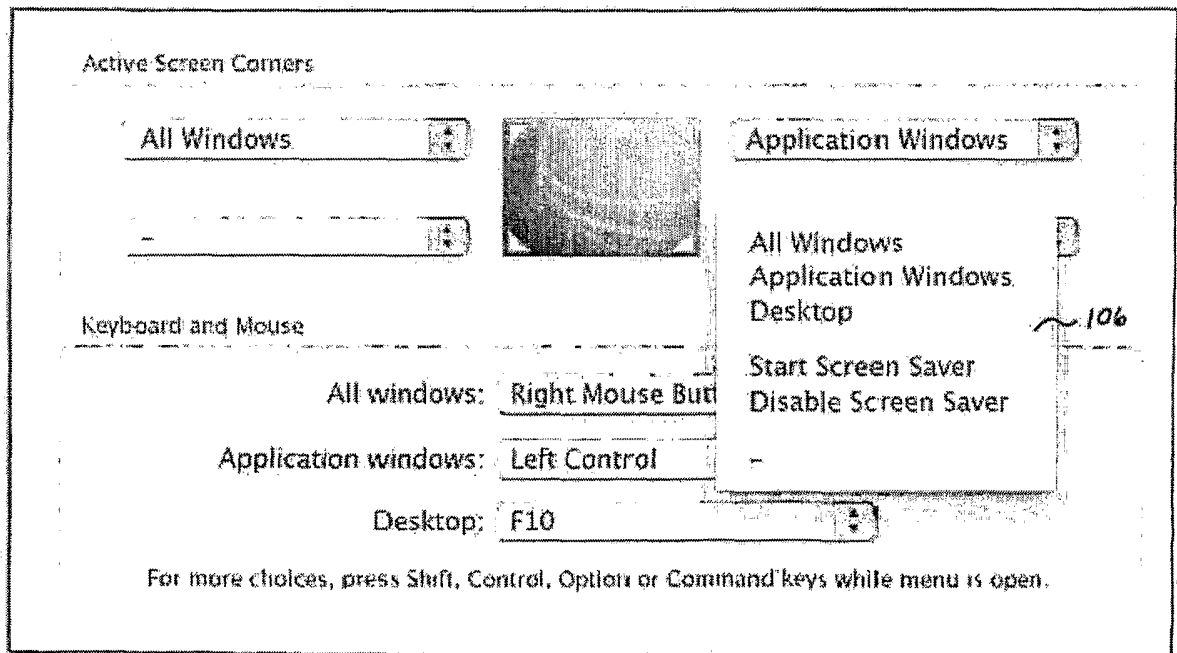 Active Screen Corners
All Windows
Application Windows
-
All Windows
Application Windows
Desktop
106
Start Screen Saver
Disable Screen Saver
-
Keyboard and Mouse
All windows: Right Mouse
Application windows: Left Control
Desktop: F10
For more choices, press Shift, Control, Option or Command keys while menu is open.